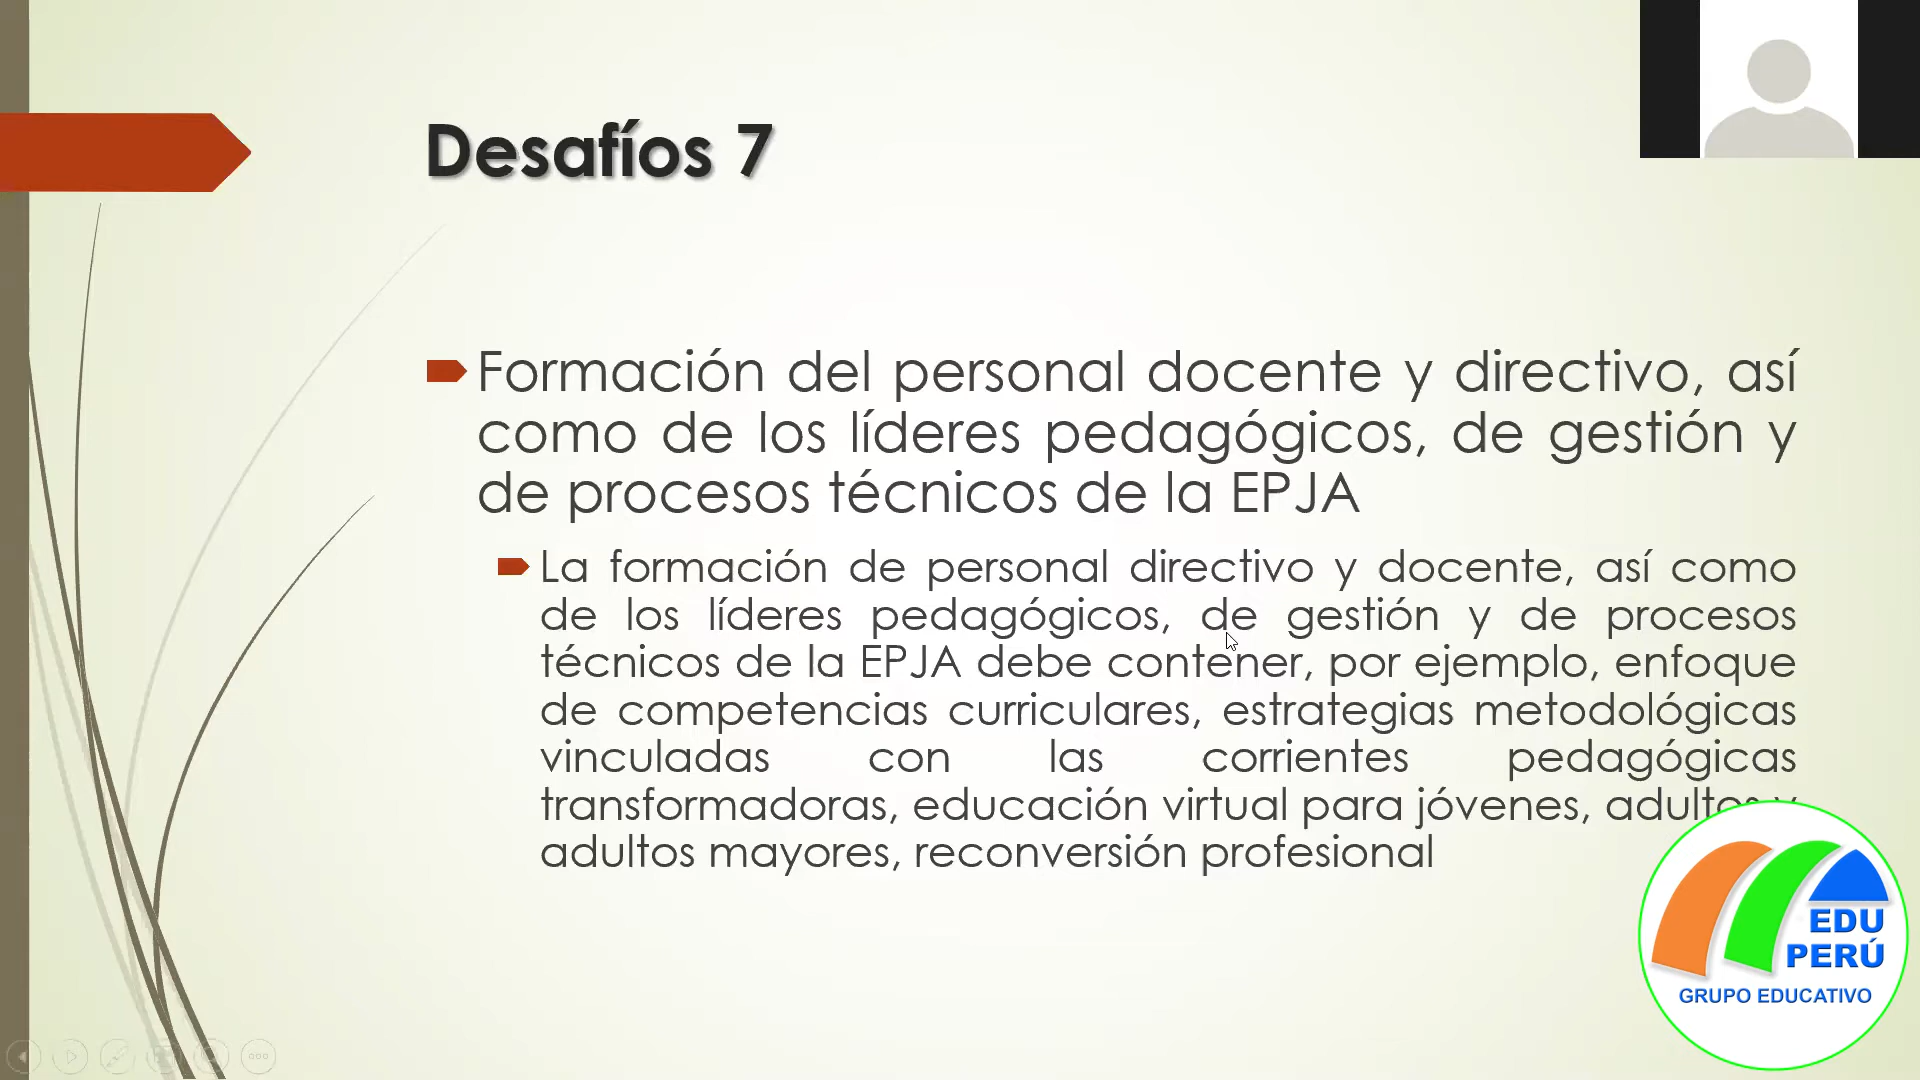 Desafíos 7
Formación del personal docente y directivo, así
como de los líderes pedagógicos, de gestión y
de procesos técnicos de la EPJA
La formación de personal directivo y docente, así como
de los líderes pedagógicos, de gestión y de procesos
técnicos de la EPJA debe contener, por ejemplo, enfoque
de competencias curriculares, estrategias metodológicas
vinculadas con las corrientes pedagógicas
transformadoras, educación virtual para jóvenes, adultos y
adultos mayores, reconversión profesional
EDU
PERÚ
GRUPO EDUCATIVO